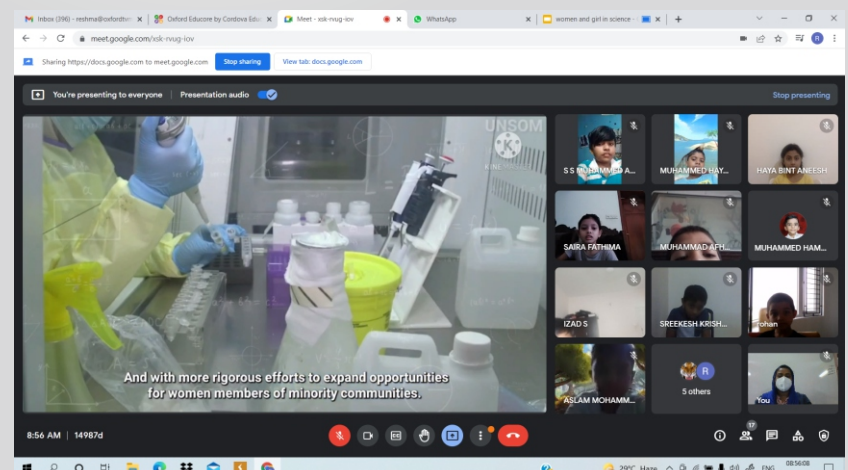 Inbox (396) - reshma@oxfordther
Oxford Educore by Cordova Edu
Meet - xsk-rvug-iov
WhatsApp
women and girl in science -
meet.google.com/xsk-rvug-iov
Sharing https://docs.google.com to meet.google.com
Stop sharing
View tab: docs.google.com
You're presenting to everyone
Presentation audio
Stop presenting
UNSOM
K
And with more rigorous efforts to expand opportunities
for women members of minority communities.
S S MUHAMMED A...
MUHAMMED HAY...
HAYA BINT ANEESH
SAIRA FATHIMA
MUHAMMAD AFH...
MUHAMMED HAM...
IZAD S
SREEKESH KRISH...
Rohan
ASLAM MOHAMM...
R
5 others
You
8:56 AM | 14987d
17
29°C Haze
ENG
08:56:08